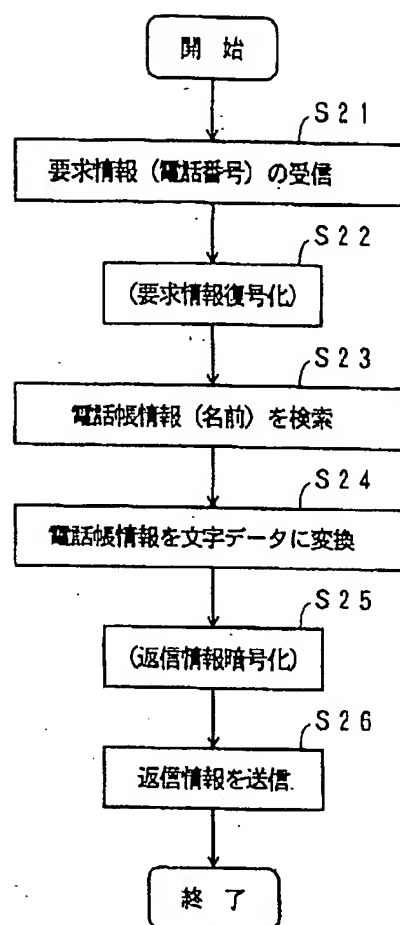 開 始
S21
要求情報（電話番号）の受信
S22
（要求情報復号化）
S23
電話帳情報（名前）を検索
S24
電話帳情報を文字データに変換
S25
（返信情報暗号化）
S26
返信情報を送信
終 了